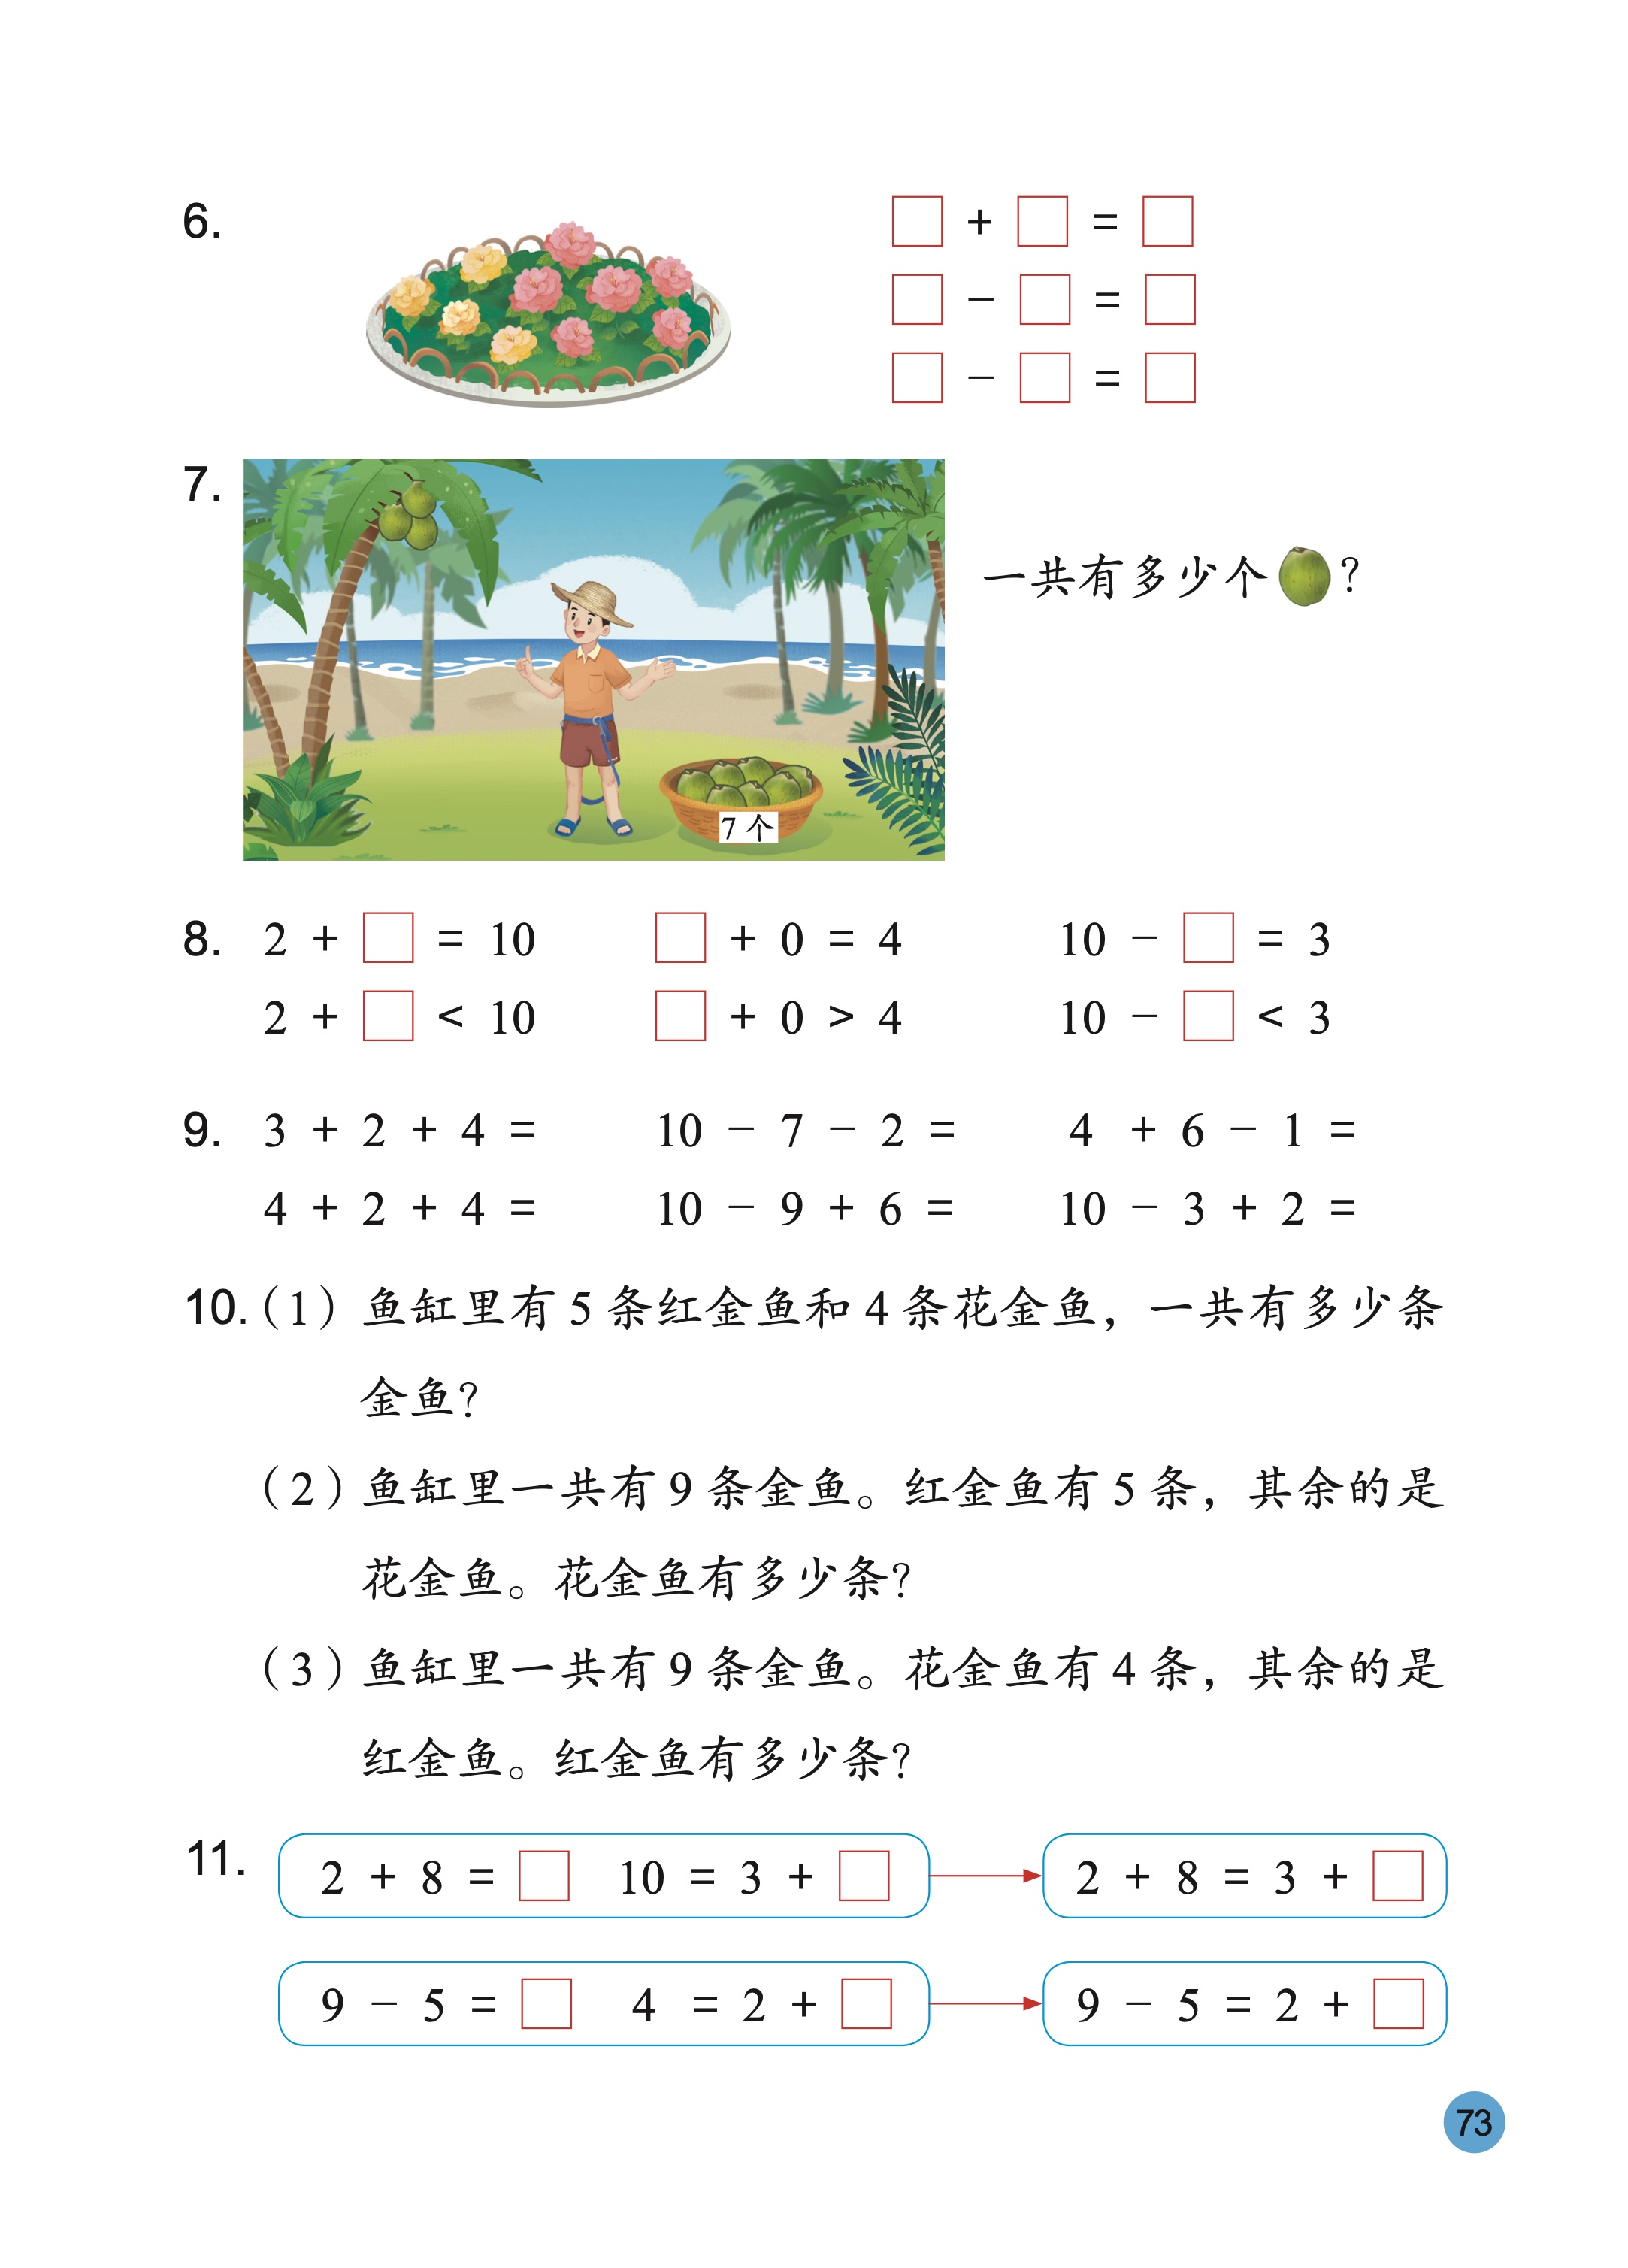 6.
□ + □ = □
□ − □ = □
□ − □ = □
7.
一共有多少个?
7 个
8. 2 + □ = 10 □ + 0 = 4 10 − □ = 3
2 + □ < 10 □ + 0 > 4 10 − □ < 3
9. 3 + 2 + 4 = 10 − 7 − 2 = 4 + 6 − 1 =
4 + 2 + 4 = 10 − 9 + 6 = 10 − 3 + 2 =
10.（1）鱼缸里有 5 条红金鱼和 4 条花金鱼，一共有多少条
金鱼?
（2）鱼缸里一共有 9 条金鱼。红金鱼有 5 条，其余的是
花金鱼。花金鱼有多少条?
（3）鱼缸里一共有 9 条金鱼。花金鱼有 4 条，其余的是
红金鱼。红金鱼有多少条?
11. 2 + 8 = □ 10 = 3 + □ 2 + 8 = 3 + □
9 − 5 = □ 4 = 2 + □ 9 − 5 = 2 + □
73